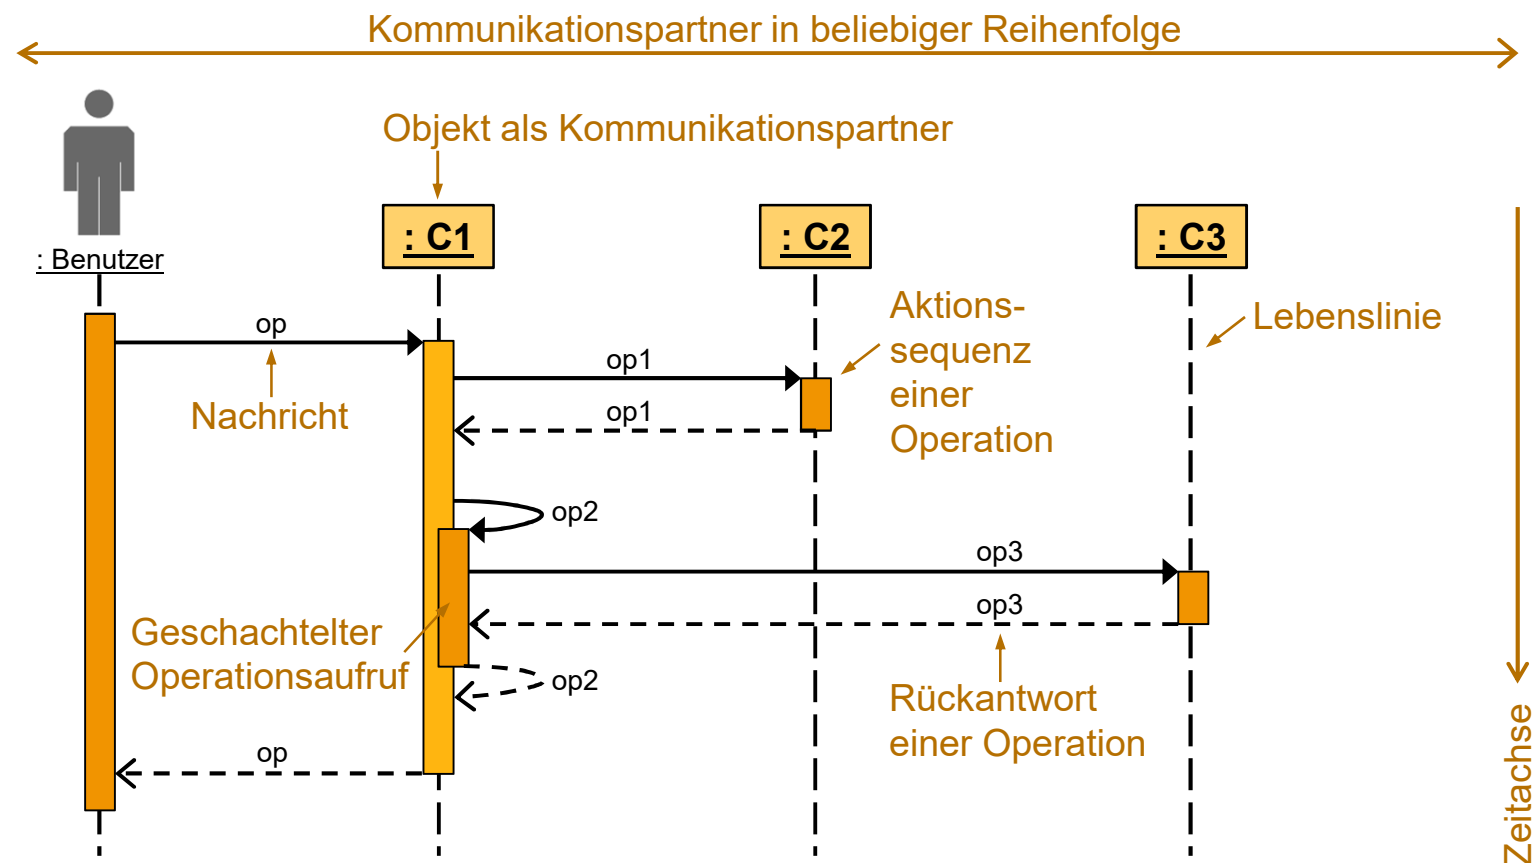 Kommunikationspartner in beliebiger Reihenfolge
Objekt als Kommunikationspartner
: Benutzer
: C1
: C2
: C3
Aktions-
sequenz
einer
Operation
Lebenslinie
op
Nachricht
op1
op1
op2
op3
op3
Geschachtelter
Operationsaufruf
op2
Rückantwort
einer Operation
op
Zeitachse